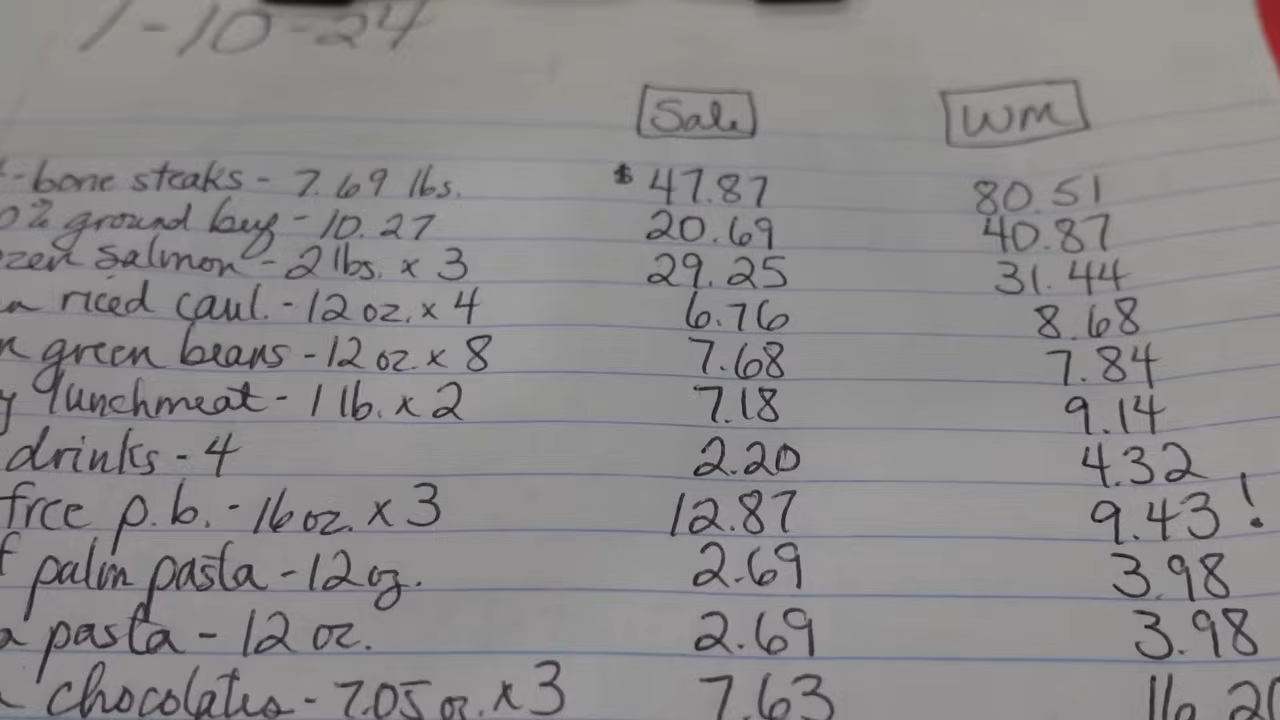 1-10-24
Sale WM
-bone steaks - 7.69 lbs. $47.87 80.51
0% ground beef - 10.27 20.69 40.87
zen salmon - 2 lbs. x 3 29.25 31.44
riced caul. - 12 oz. x 4 6.76 8.68
n green beans - 12 oz. x 8 7.68 7.84
y lunchmeat - 1 lb. x 2 7.18 9.14
drinks - 4 2.20 4.32
free p.b. - 16 oz. x 3 12.87 9.43!
f palm pasta - 12 oz. 2.69 3.98
a pasta - 12 oz. 2.69 3.98
chocolates - 7.05 oz. x 3 7.63 16.20